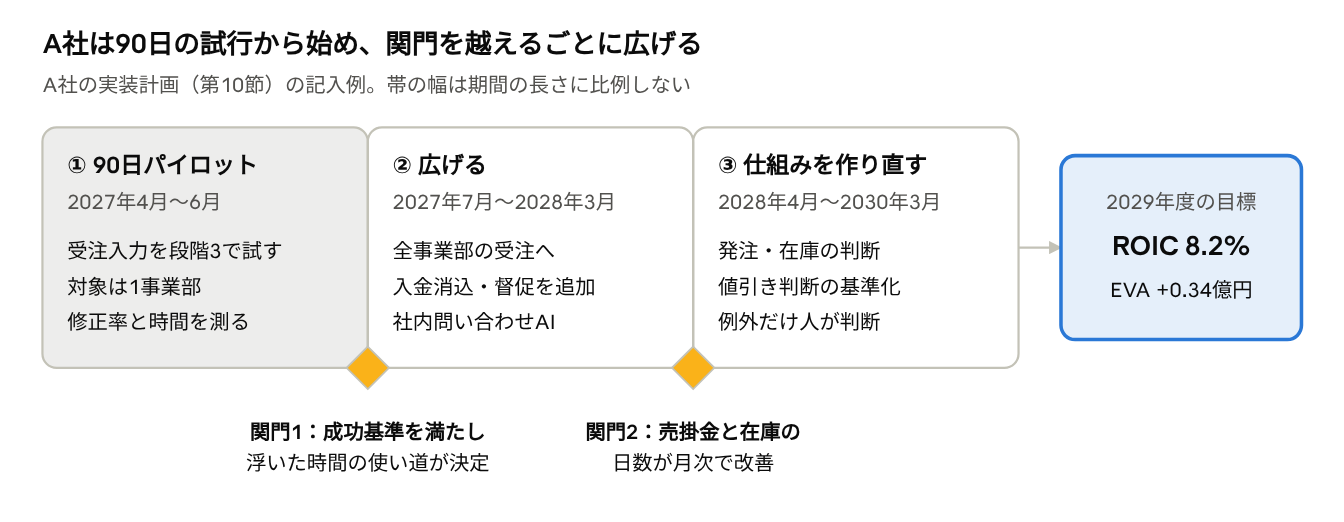 A社は90日の試行から始め、関門を越えるごとに広げる
A社の実装計画（第10節）の記入例。帯の幅は期間の長さに比例しない
① 90日パイロット
2027年4月〜6月
受注入力を段階3で試す
対象は1事業部
修正率と時間を測る
② 広げる
2027年7月〜2028年3月
全事業部の受注へ
入金消込・督促を追加
社内問い合わせAI
③ 仕組みを作り直す
2028年4月〜2030年3月
発注・在庫の判断
値引き判断の基準化
例外だけ人が判断
2029年度の目標
ROIC 8.2%
EVA +0.34億円
関門1：成功基準を満たし
浮いた時間の使い道が決定
関門2：売掛金と在庫の
日数が月次で改善